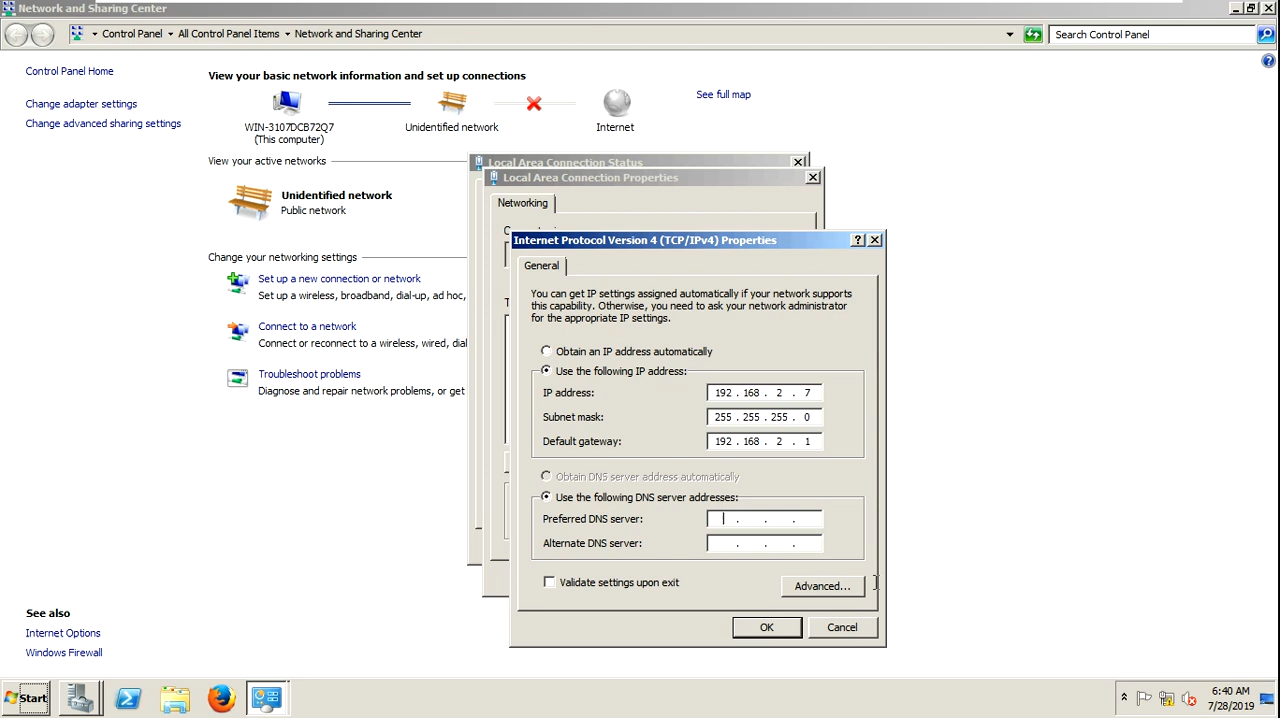 Network and Sharing Center
Control Panel
All Control Panel Items
Network and Sharing Center
Search Control Panel
Control Panel Home
Change adapter settings
Change advanced sharing settings
View your basic network information and set up connections
See full map
WIN-3107DCB72Q7
(This computer)
Unidentified network
Internet
View your active networks
Unidentified network
Public network
Change your networking settings
Set up a new connection or network
Set up a wireless, broadband, dial-up, ad hoc,
Connect to a network
Connect or reconnect to a wireless, wired, dial
Troubleshoot problems
Diagnose and repair network problems, or get
See also
Internet Options
Windows Firewall
Local Area Connection Status
Local Area Connection Properties
Networking
Internet Protocol Version 4 (TCP/IPv4) Properties
General
You can get IP settings assigned automatically if your network supports
this capability. Otherwise, you need to ask your network administrator
for the appropriate IP settings.
Obtain an IP address automatically
Use the following IP address:
IP address: 192 . 168 . 2 . 7
Subnet mask: 255 . 255 . 255 . 0
Default gateway: 192 . 168 . 2 . 1
Obtain DNS server address automatically
Use the following DNS server addresses:
Preferred DNS server: . . .
Alternate DNS server: . . .
Validate settings upon exit
Advanced...
OK
Cancel
Start
6:40 AM
7/28/2019